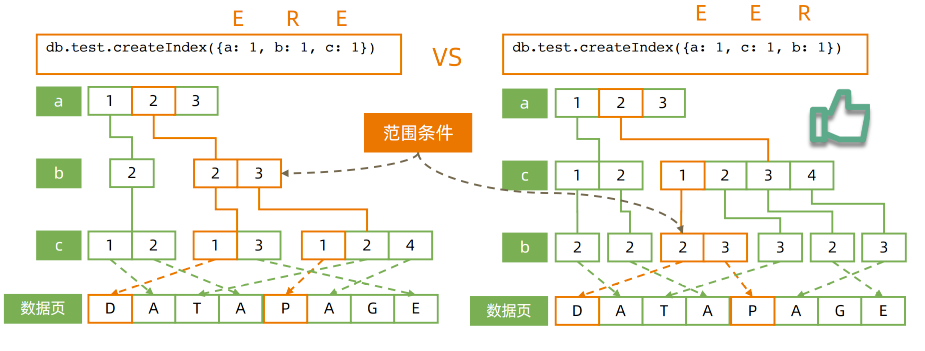 E R E
db.test.createIndex({a: 1, b: 1, c: 1})
a 1 2 3
b 2 2 3
c 1 2 1 3 1 2 4
数据页 D A T A P A G E
VS
范围条件
E E R
db.test.createIndex({a: 1, c: 1, b: 1})
a 1 2 3
c 1 2 1 2 3 4
b 2 2 2 3 3 2 3
数据页 D A T A P A G E